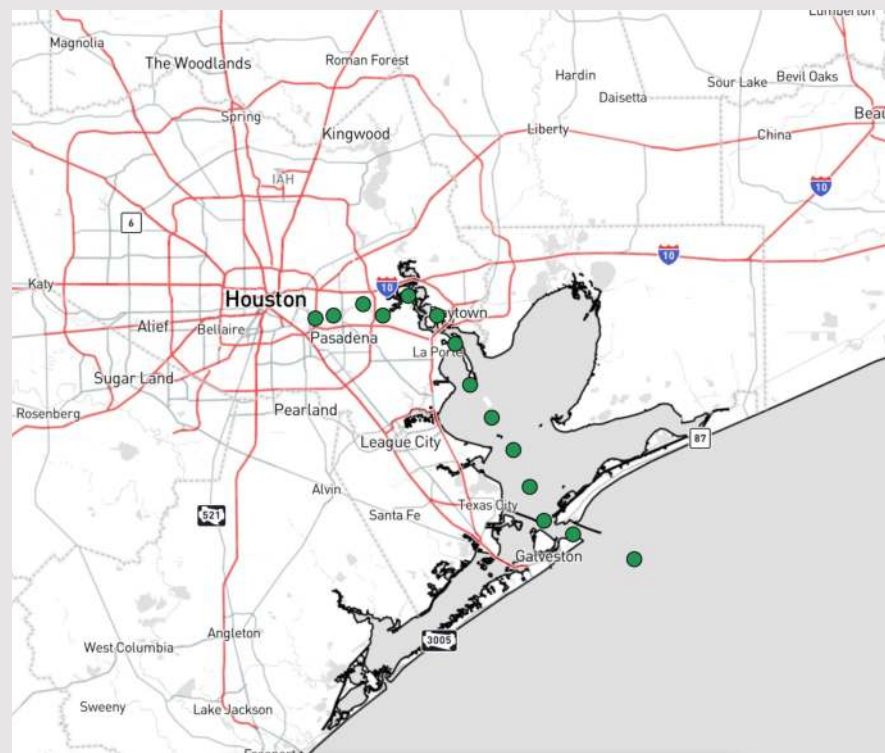 Lumberton
Magnolia
The Woodlands
Roman Forest
Hardin
Sour Lake
Bevil Oaks
Daisetta
Spring
Kingwood
Liberty
China
Beau
IAH
10
6
10
Katy
10
Houston
Atief
Bellaire
Pasadena
ytown
La Porte
Sugar Land
Rosenberg
Pearland
League City
87
Alvin
521
Santa Fe
Texas City
Galveston
Angleton
3005
West Columbia
Sweeny
Lake Jackson